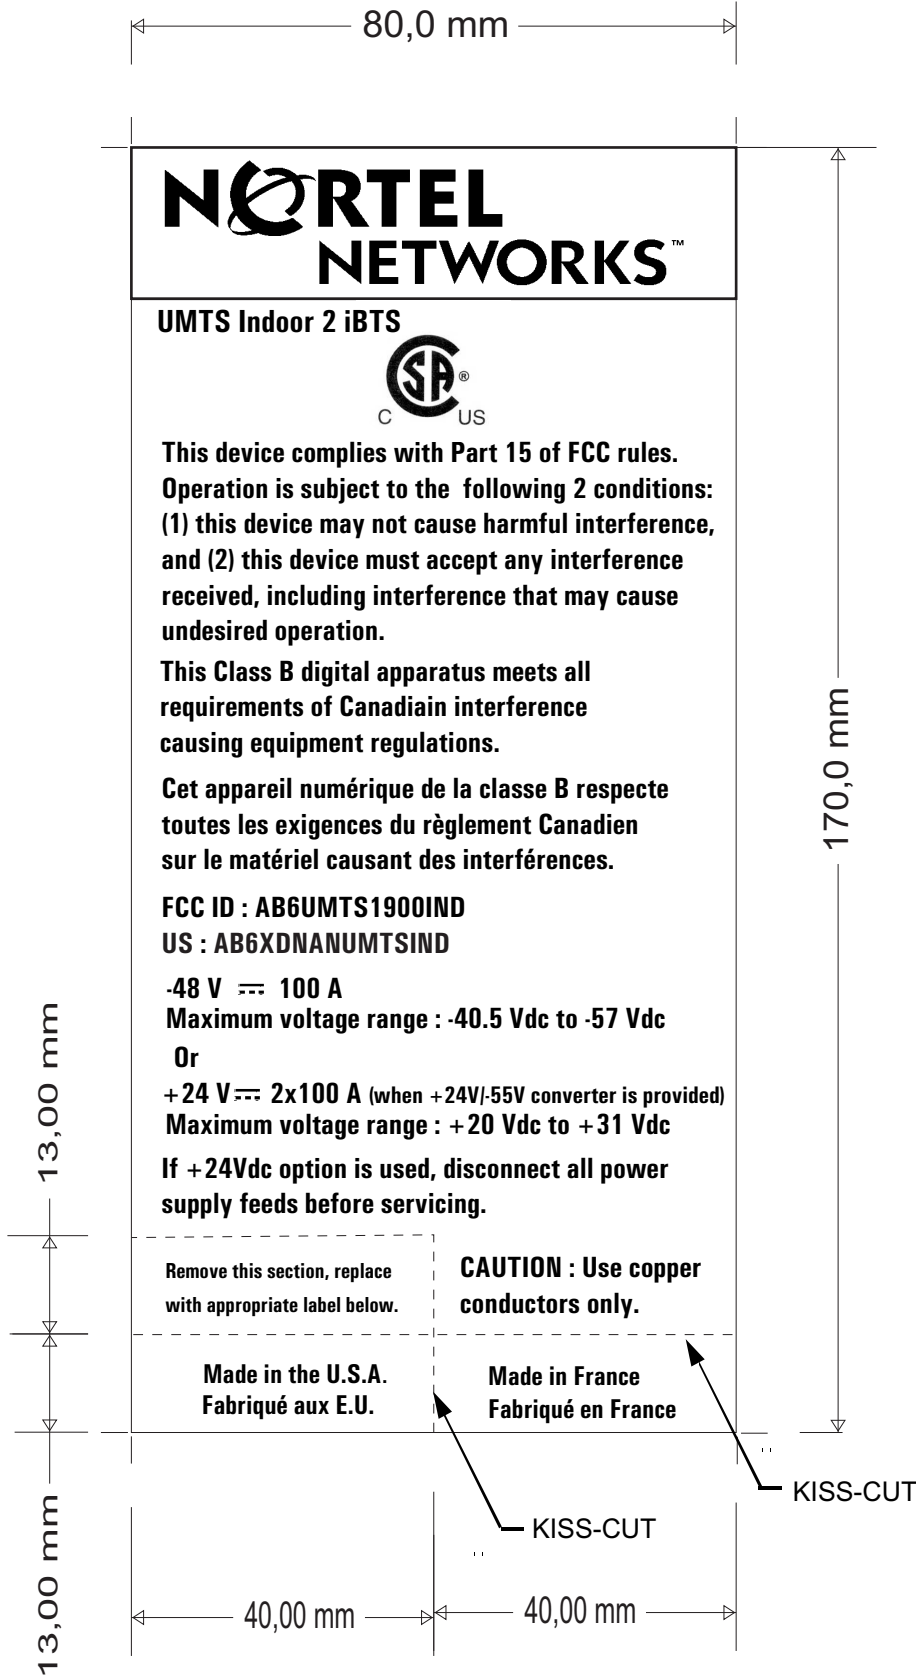 80,0 mm
NORTEL
NETWORKS™
UMTS Indoor 2 iBTS
SA ®
C US
This device complies with Part 15 of FCC rules.
Operation is subject to the following 2 conditions:
(1) this device may not cause harmful interference,
and (2) this device must accept any interference
received, including interference that may cause
undesired operation.
This Class B digital apparatus meets all
requirements of Canadiain interference
causing equipment regulations.
Cet appareil numérique de la classe B respecte
toutes les exigences du règlement Canadien
sur le matériel causant des interférences.
FCC ID : AB6UMTS1900IND
US : AB6XDNANUMTSIND
-48 V ⎓ 100 A
Maximum voltage range : -40.5 Vdc to -57 Vdc
Or
+24 V⎓ 2x100 A (when +24V/-55V converter is provided)
Maximum voltage range : +20 Vdc to +31 Vdc
If +24Vdc option is used, disconnect all power
supply feeds before servicing.
Remove this section, replace
with appropriate label below.
CAUTION : Use copper
conductors only.
Made in the U.S.A.
Fabriqué aux E.U.
Made in France
Fabriqué en France
170,0 mm
13,00 mm
13,00 mm
KISS-CUT
KISS-CUT
40,00 mm
40,00 mm